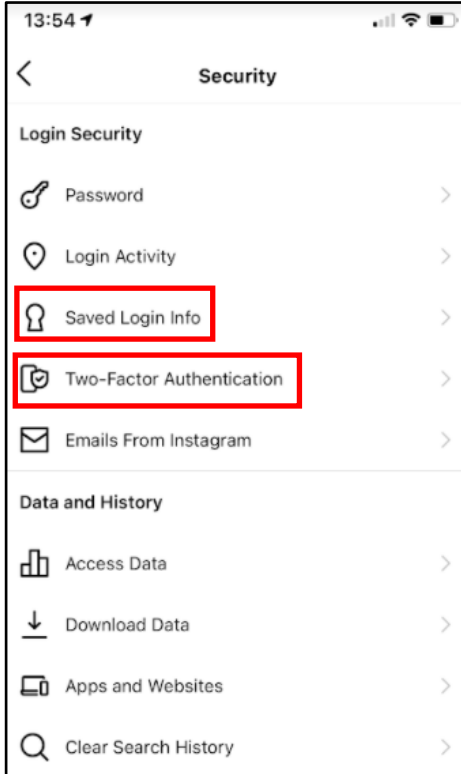 13:54
Security
Login Security
Password
Login Activity
Saved Login Info
Two-Factor Authentication
Emails From Instagram
Data and History
Access Data
Download Data
Apps and Websites
Clear Search History